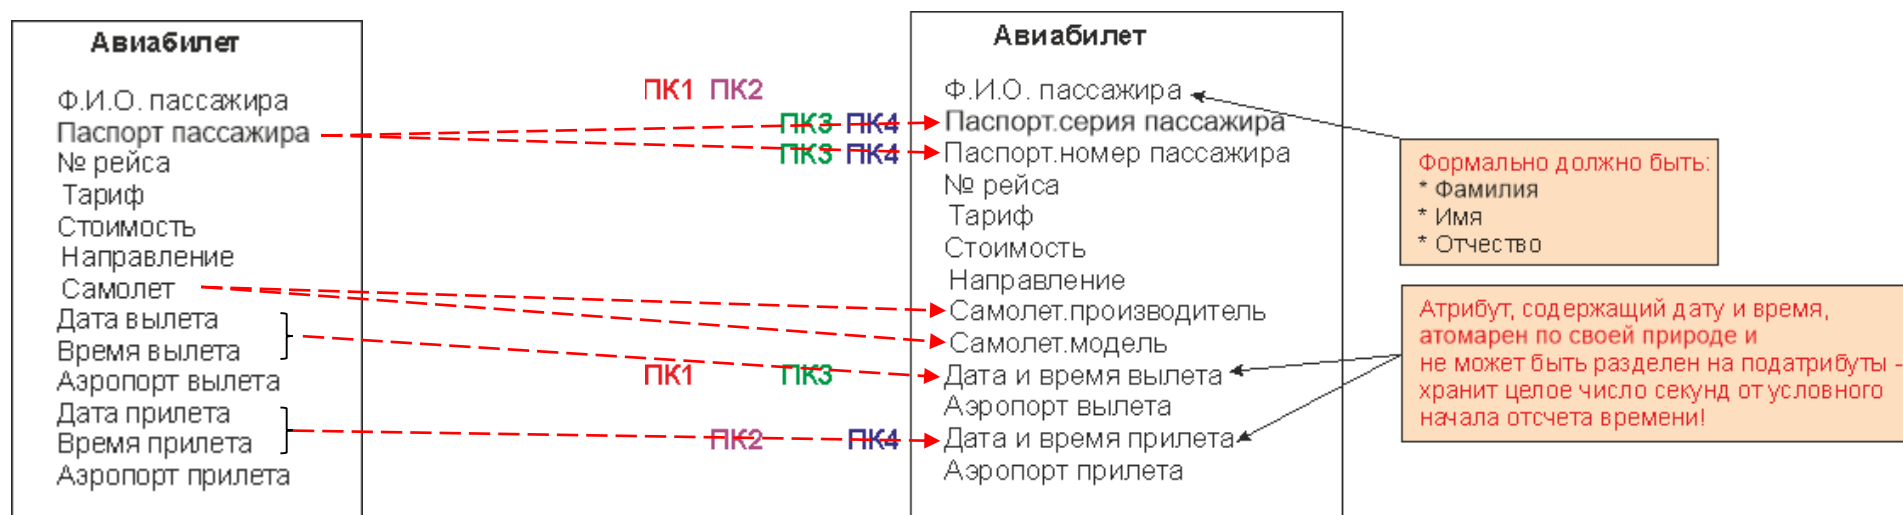 Авиабилет
Ф.И.О. пассажира
Паспорт пассажира
№ рейса
Тариф
Стоимость
Направление
Самолет
Дата вылета
Время вылета
Аэропорт вылета
Дата прилета
Время прилета
Аэропорт прилета
Авиабилет
ПК1 ПК2 Ф.И.О. пассажира
ПК3 ПК4 Паспорт.серия пассажира
ПК3 ПК4 Паспорт.номер пассажира
№ рейса
Тариф
Стоимость
Направление
Самолет.производитель
Самолет.модель
ПК1 ПК3 Дата и время вылета
Аэропорт вылета
ПК2 ПК4 Дата и время прилета
Аэропорт прилета
Формально должно быть:
* Фамилия
* Имя
* Отчество
Атрибут, содержащий дату и время,
атомарен по своей природе и
не может быть разделен на податрибуты -
хранит целое число секунд от условного
начала отсчета времени!